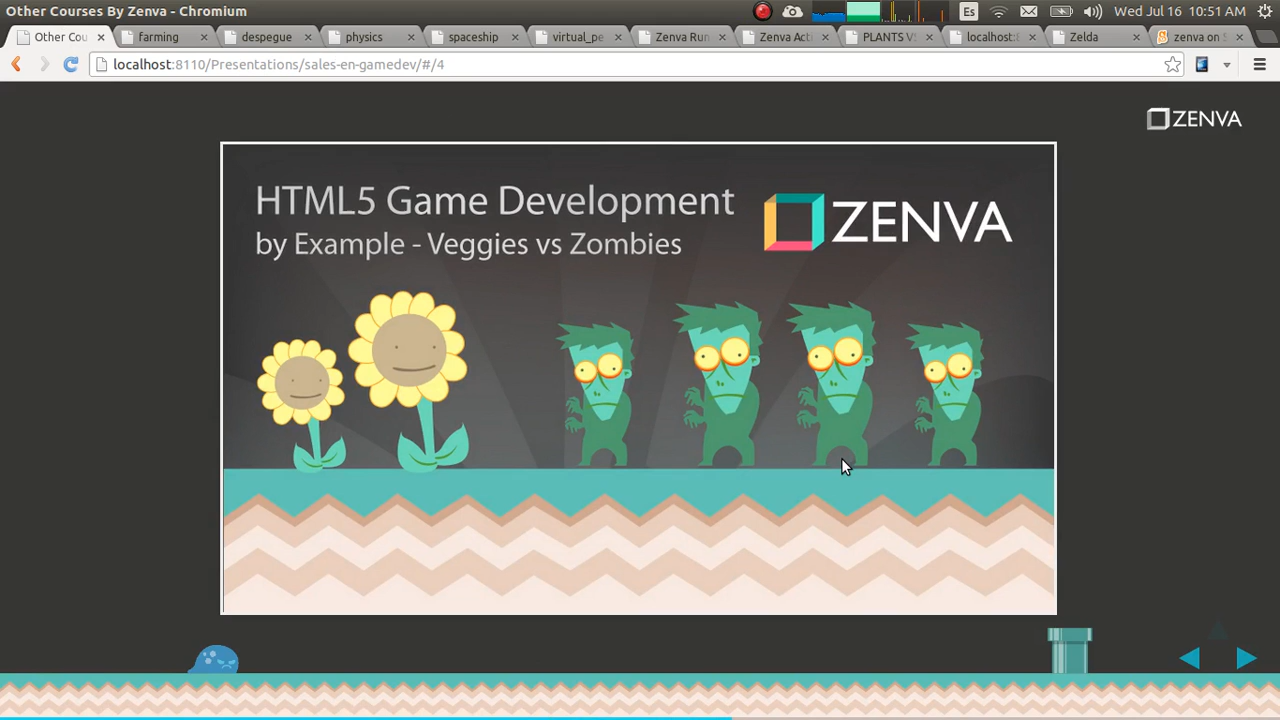 Other Courses By Zenva - Chromium
Es
Wed Jul 16 10:51 AM
Other Cou
farming
despegue
physics
spaceship
virtual_pe
Zenva Run
Zenva Acti
PLANTS VS
localhost:
Zelda
zenva on S
localhost:8110/Presentations/sales-en-gamedev/#/4
ZENVA
HTML5 Game Development
by Example - Veggies vs Zombies
ZENVA